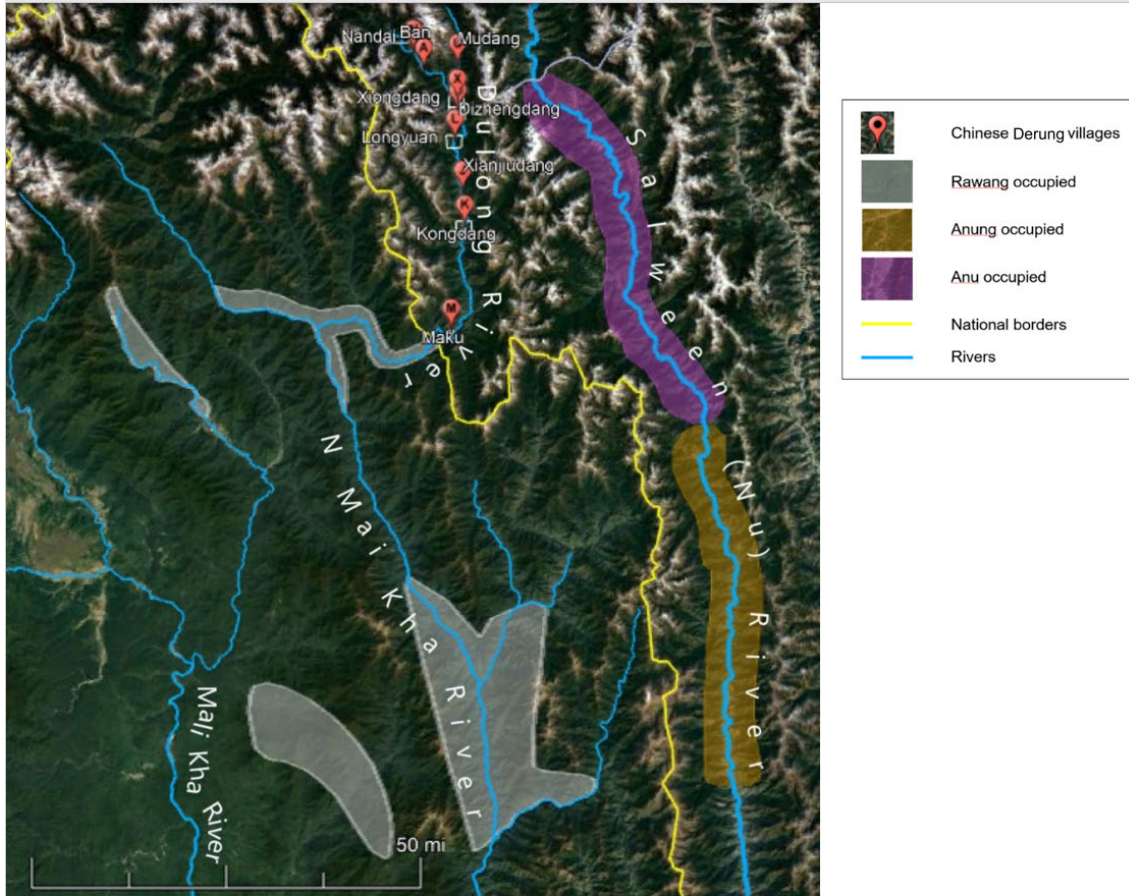 Nandai
Ban
Mudang
A
X
Xiongdang
Dizhengdang
L
Longyuan
Xianjiudang
K
Kongdang
M
Maku
Dulong River
Salween (Nu) River
N Mai Kha River
Mali Kha River
50 mi
Chinese Derung villages
Rawang occupied
Anung occupied
Anu occupied
National borders
Rivers